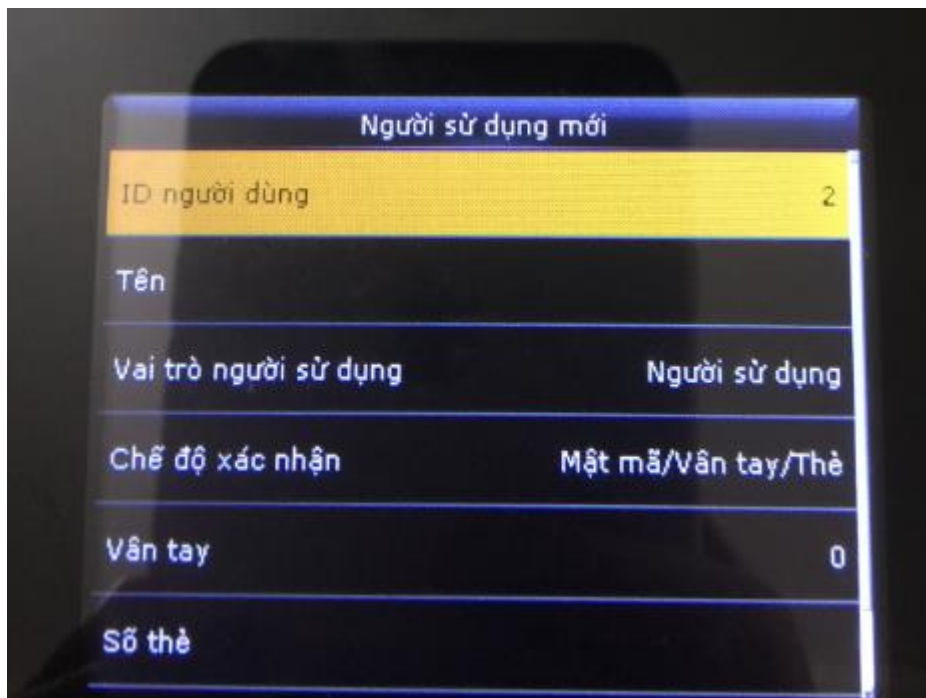 Người sử dụng mới
ID người dùng 2
Tên
Vai trò người sử dụng Người sử dụng
Chế độ xác nhận Mật mã/Vân tay/Thẻ
Vân tay 0
Số thẻ